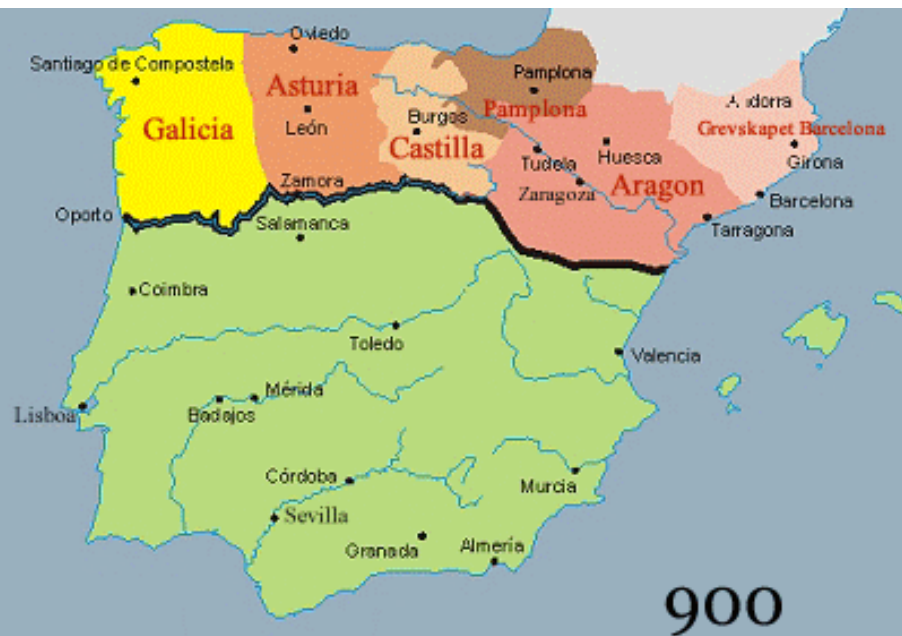 Oviedo
Santiago de Compostela
Asturia
Pamplona
Galicia
León
Burgos
Castilla
Pamplona
Grevskapet Barcelona
Tudela
Huesca
Girona
Zaragoza
Aragon
Zamora
Barcelona
Oporto
Salamanca
Tarragona
Coimbra
Toledo
Valencia
Mérida
Lisboa
Badajos
Córdoba
Murcia
Sevilla
Granada
Almería
900